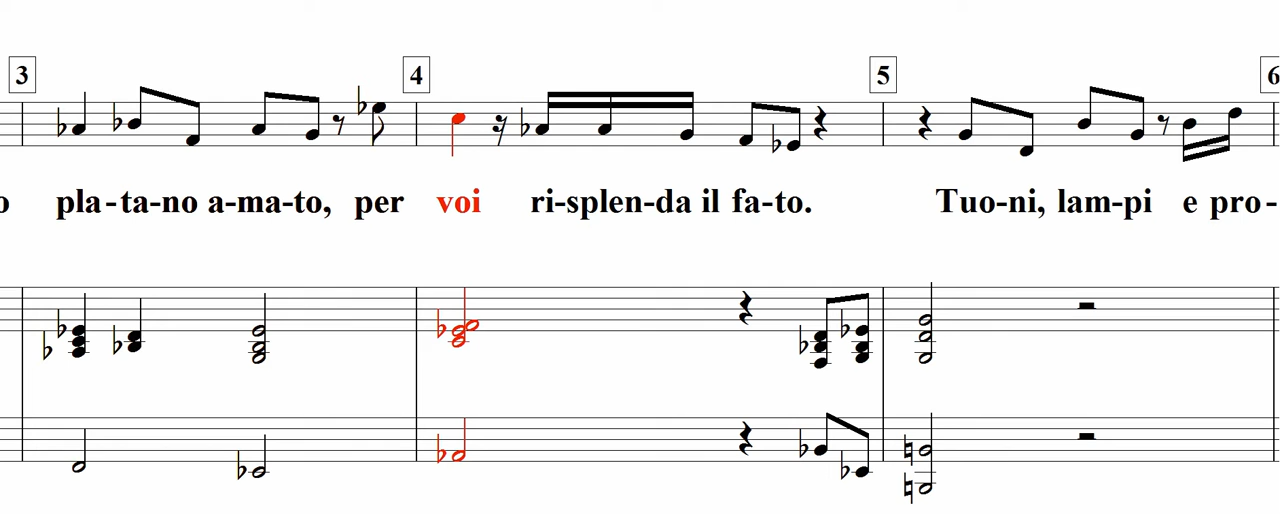 3 4 5 6
o pla-ta-no a-ma-to, per voi ri-splen-da il fa-to. Tuo-ni, lam-pi e pro-